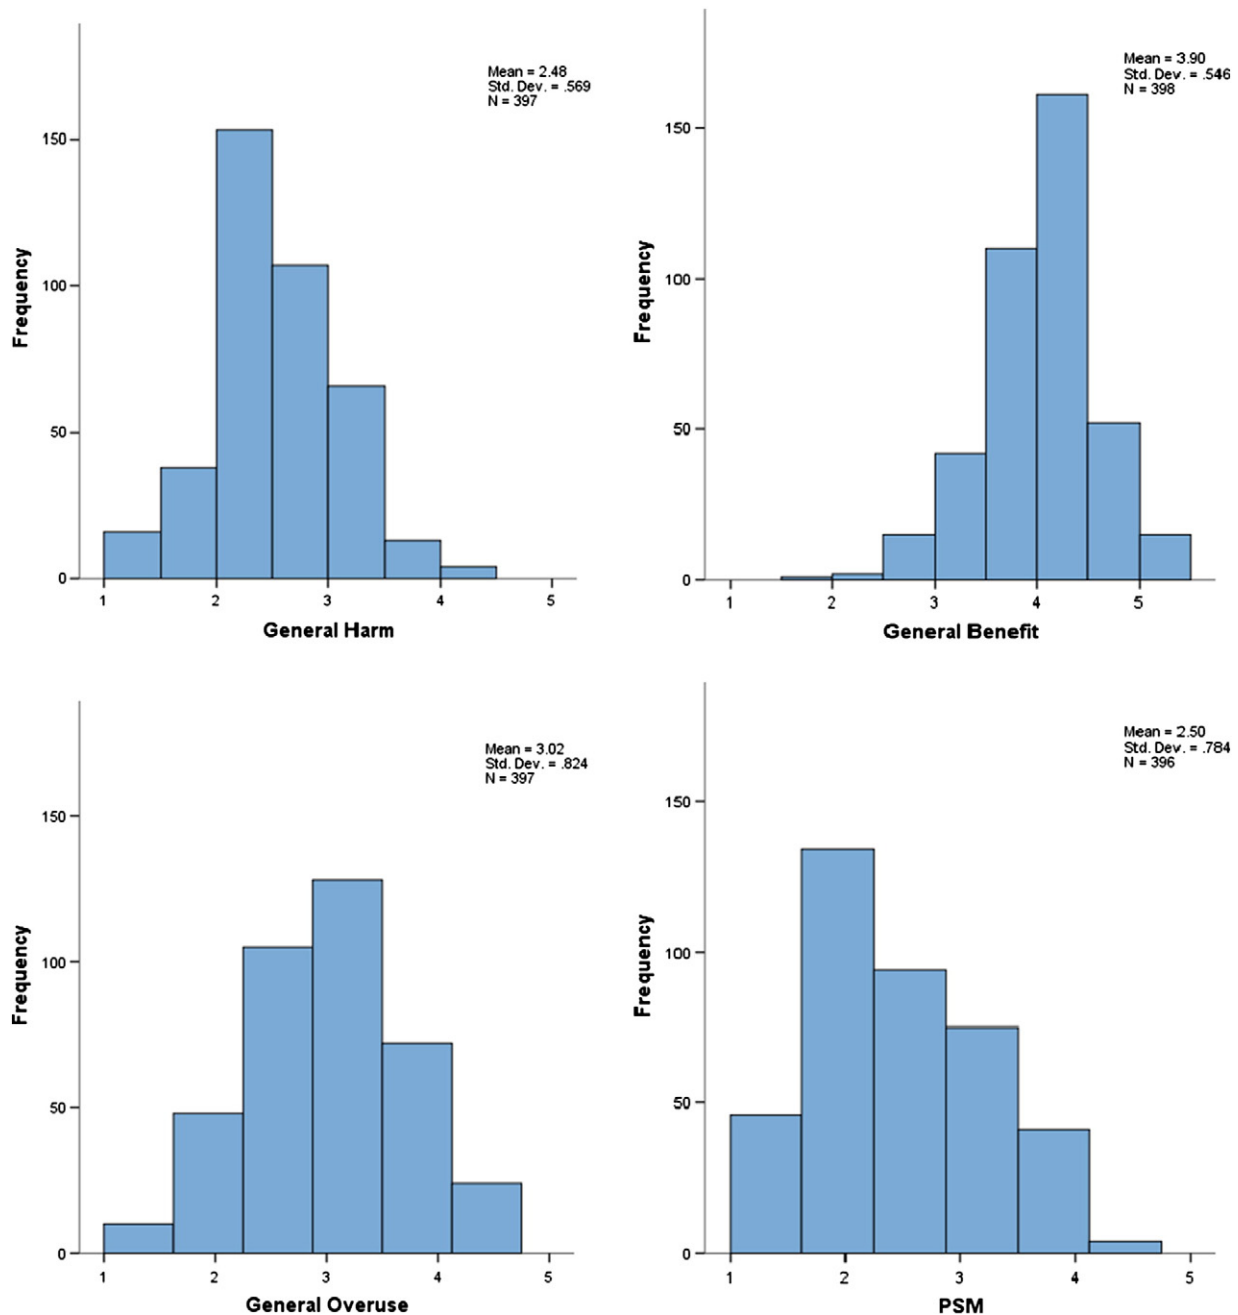 Mean = 2.48
Std. Dev. = .569
N = 397
150
100
50
0
Frequency
1 2 3 4 5
General Harm
Mean = 3.90
Std. Dev. = .546
N = 398
150
100
50
0
Frequency
1 2 3 4 5
General Benefit
Mean = 3.02
Std. Dev. = .824
N = 397
150
100
50
0
Frequency
1 2 3 4 5
General Overuse
Mean = 2.50
Std. Dev. = .784
N = 396
150
100
50
0
Frequency
1 2 3 4 5
PSM